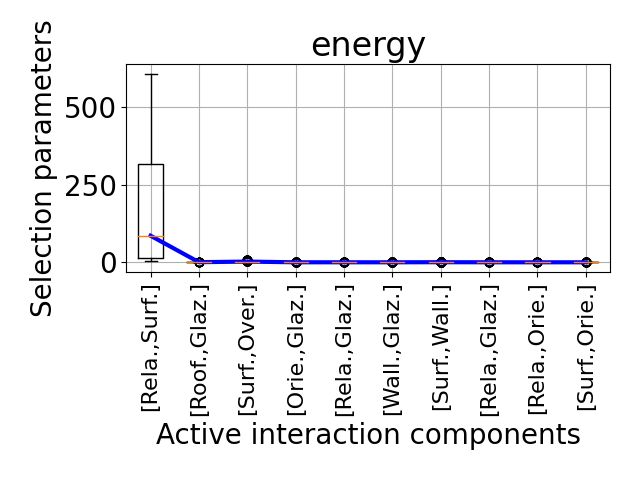 energy
Selection parameters
500
250
0
[Rela.,Surf.]
[Roof.,Glaz.]
[Surf.,Over.]
[Orie.,Glaz.]
[Rela.,Glaz.]
[Wall.,Glaz.]
[Surf.,Wall.]
[Rela.,Glaz.]
[Rela.,Orie.]
[Surf.,Orie.]
Active interaction components